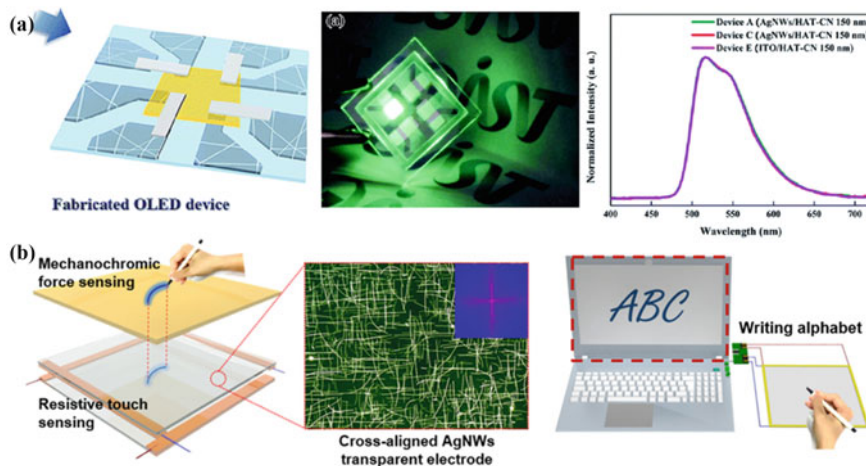 (a)
Fabricated OLED device
(a)
Normalized Intensity (a. u.)
Device A (AgNWs/HAT-CN 150 nm)
Device C (AgNWs/HAT-CN 150 nm)
Device E (ITO/HAT-CN 150 nm)
400 450 500 550 600 650 700
Wavelength (nm)
(b)
Mechanochromic
force sensing
Resistive touch
sensing
Cross-aligned AgNWs
transparent electrode
ABC
Writing alphabet